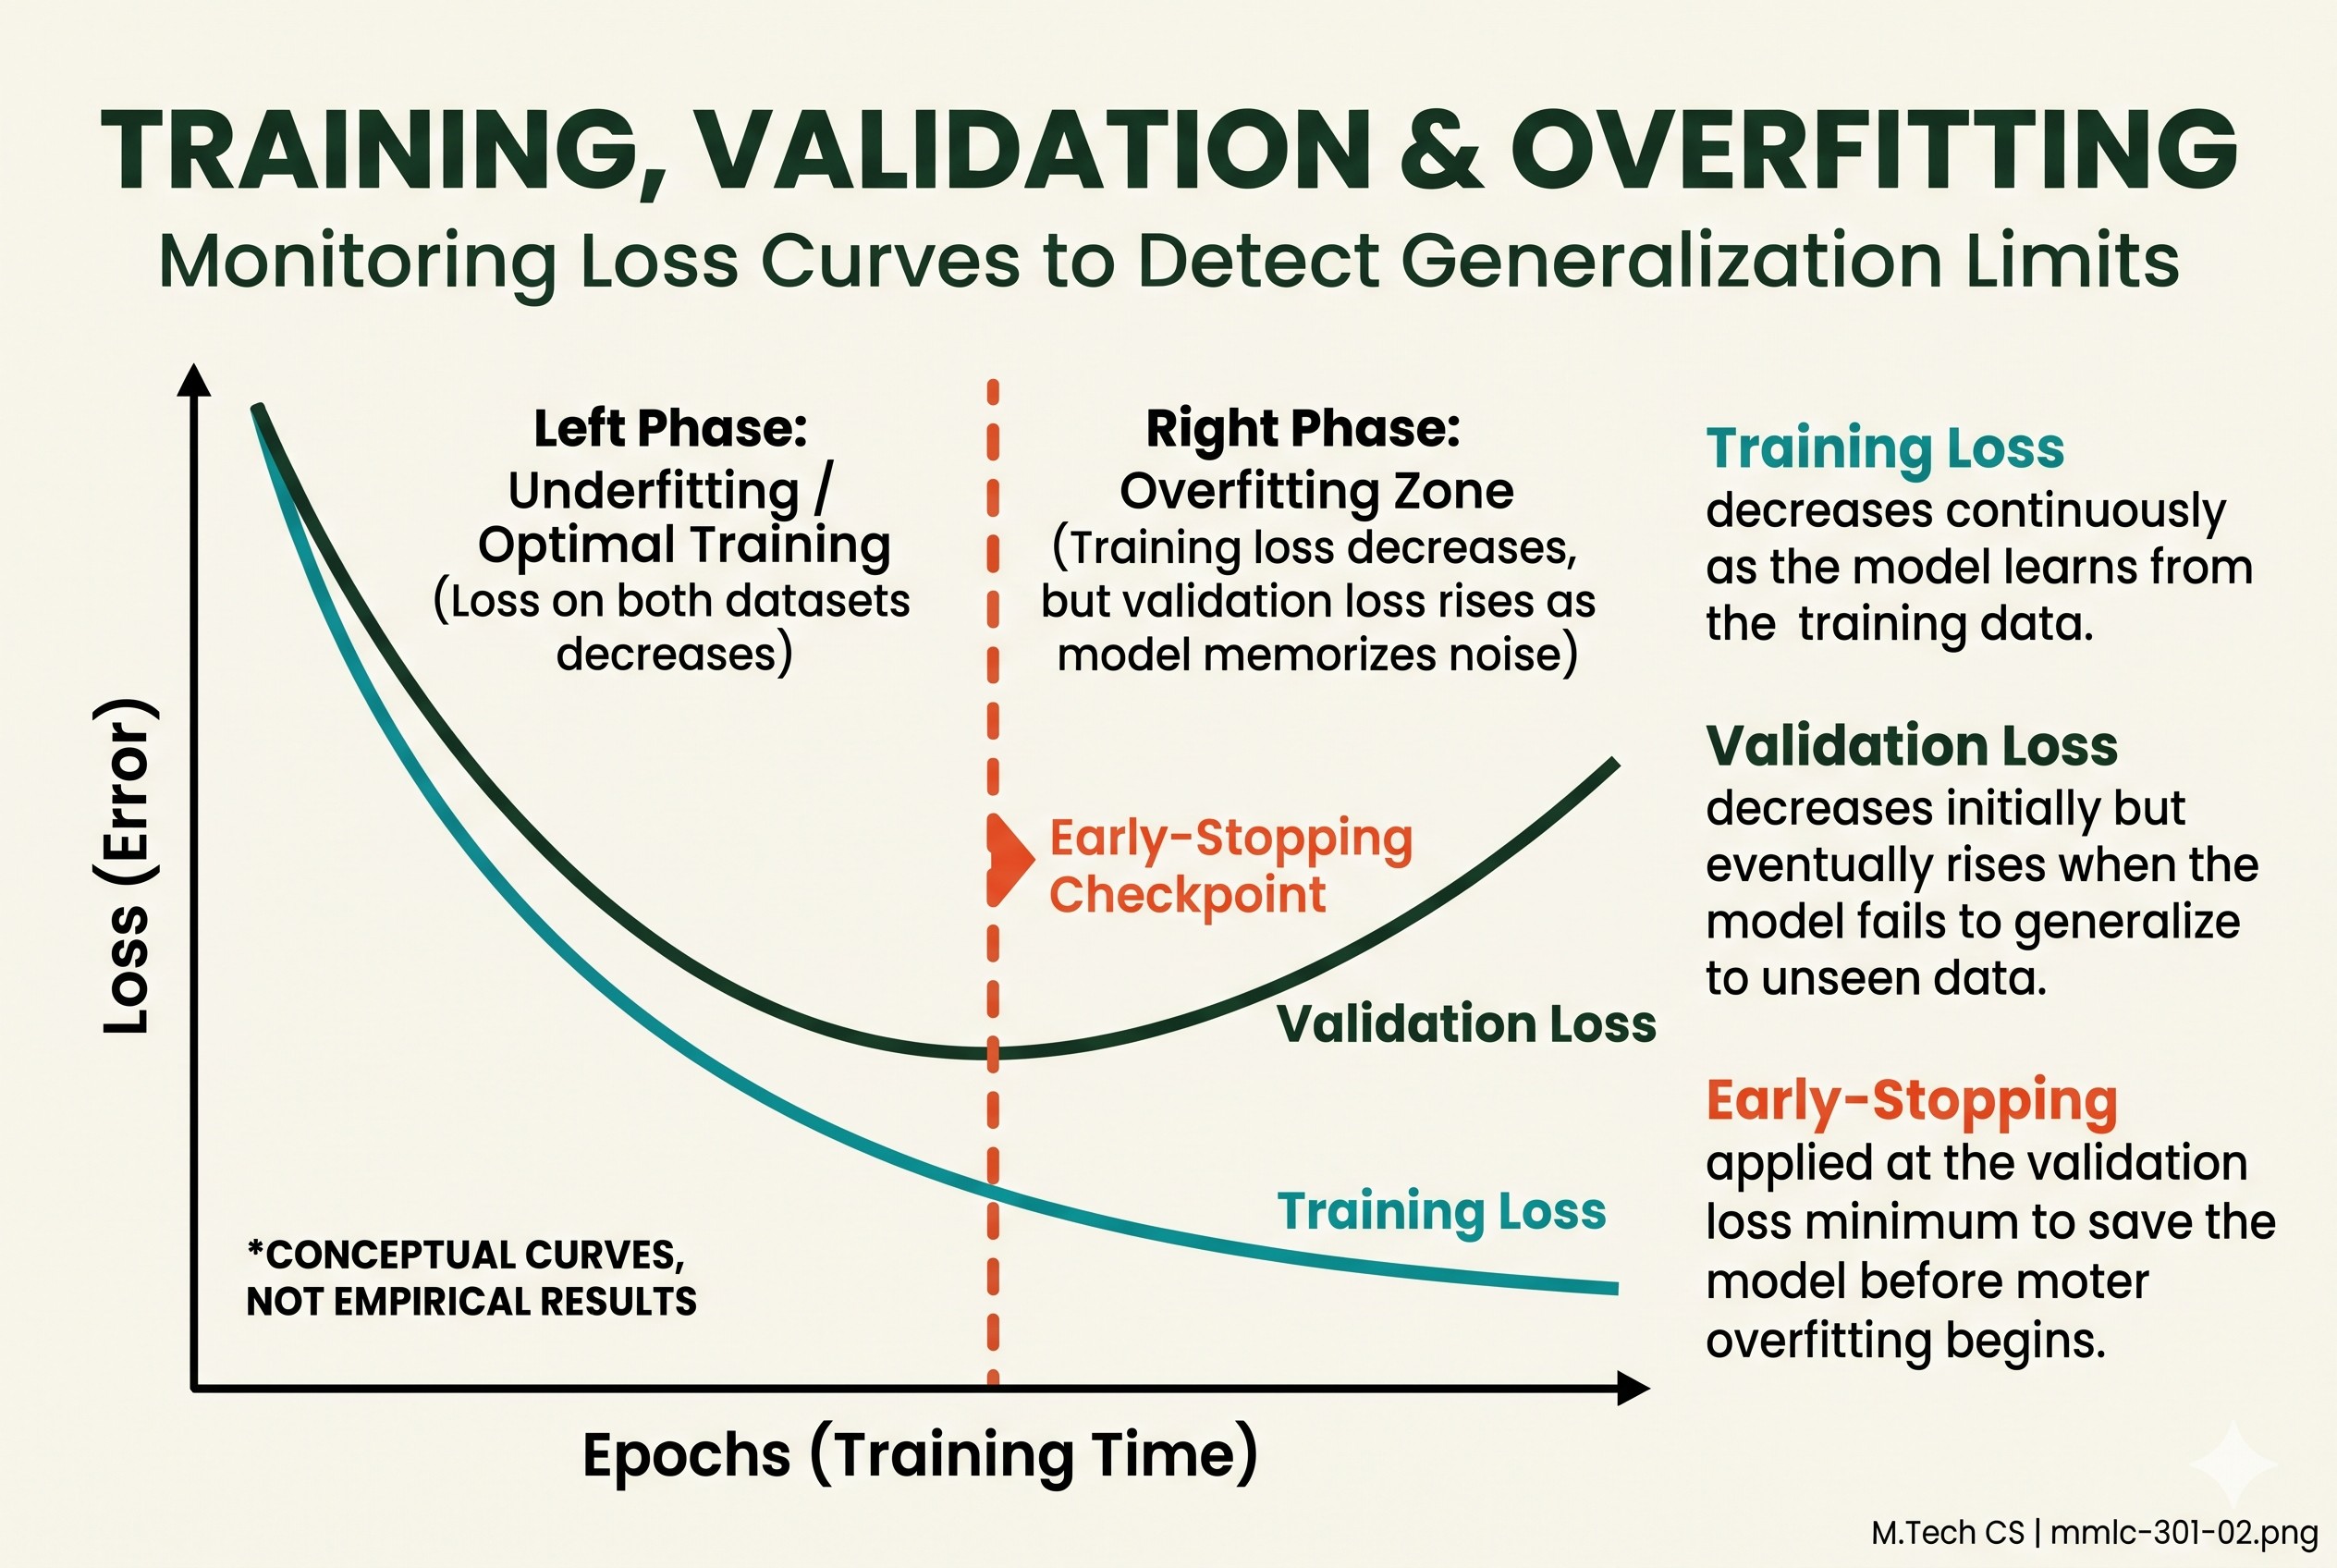 TRAINING, VALIDATION & OVERFITTING
Monitoring Loss Curves to Detect Generalization Limits
Left Phase:
Underfitting /
Optimal Training
(Loss on both datasets
decreases)
Right Phase:
Overfitting Zone
(Training loss decreases,
but validation loss rises as
model memorizes noise)
Early-Stopping
Checkpoint
Validation Loss
Training Loss
*CONCEPTUAL CURVES,
NOT EMPIRICAL RESULTS
Loss (Error)
Epochs (Training Time)
Training Loss
decreases continuously
as the model learns from
the training data.
Validation Loss
decreases initially but
eventually rises when the
model fails to generalize
to unseen data.
Early-Stopping
applied at the validation
loss minimum to save the
model before moter
overfitting begins.
M.Tech CS | mmlc-301-02.png